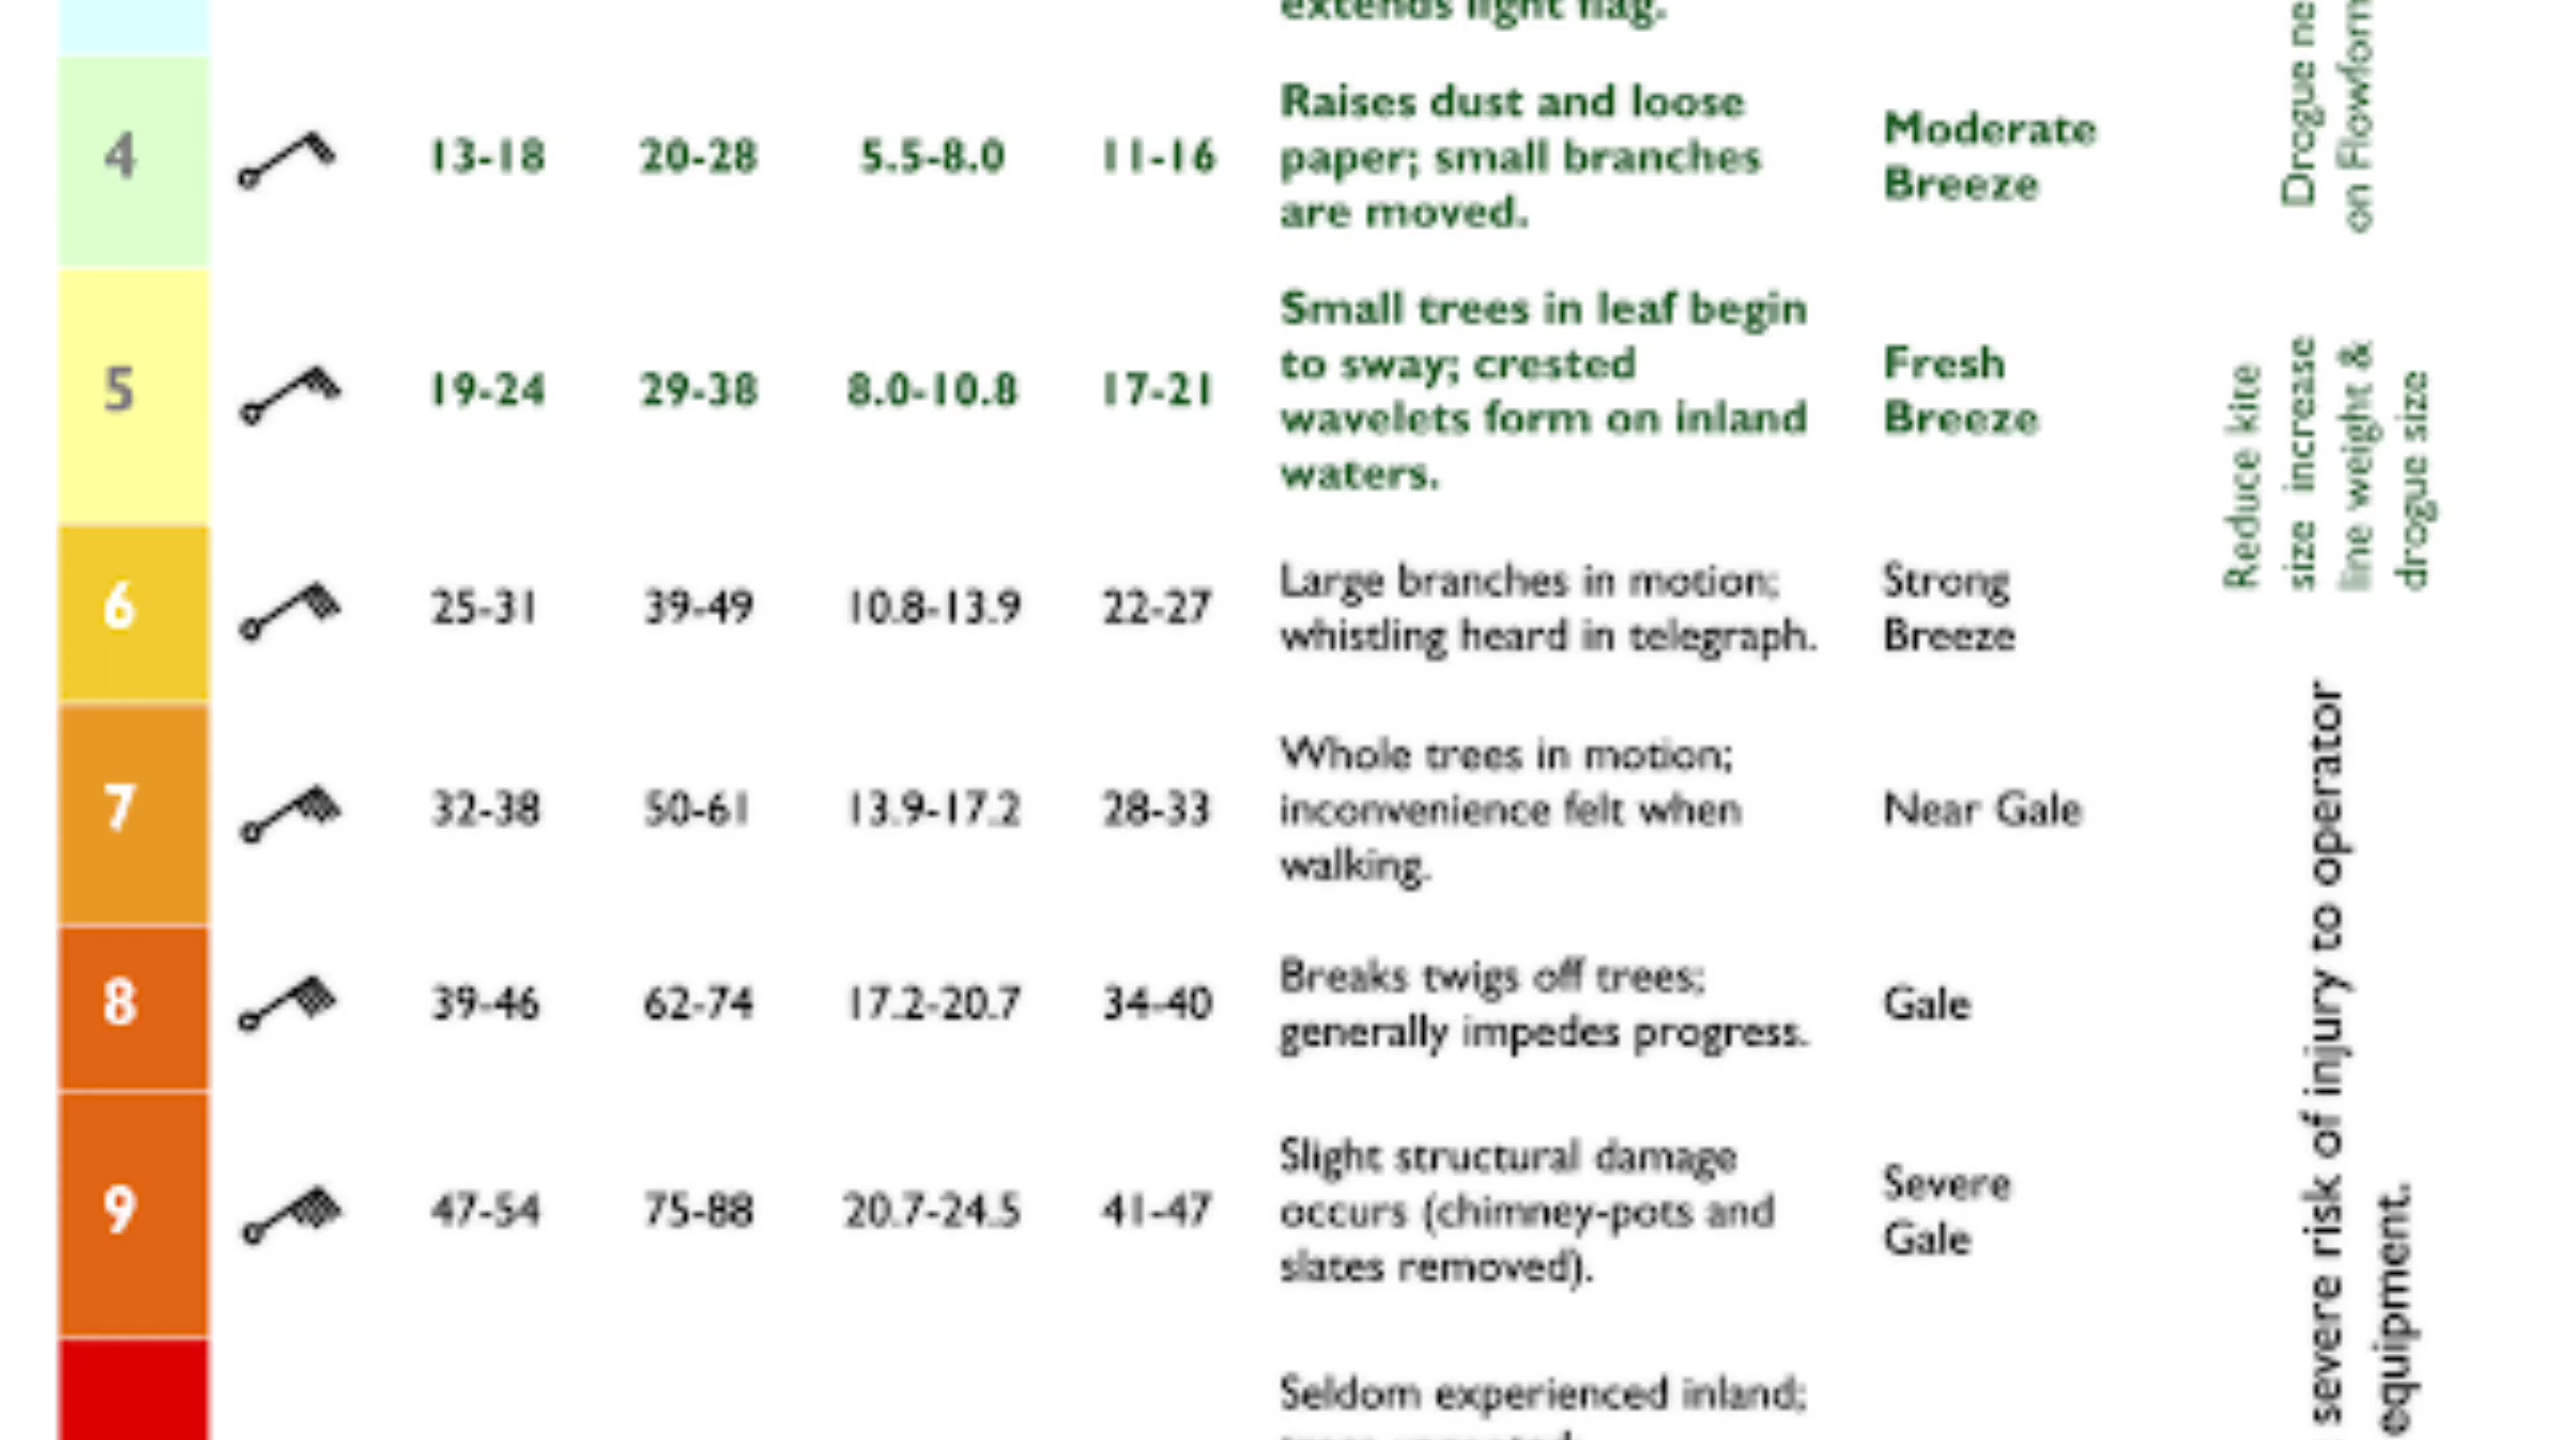 extends light flag.
4 13-18 20-28 5.5-8.0 11-16
Raises dust and loose
paper; small branches
are moved.
Moderate
Breeze
Drogue
on
5 19-24 29-38 8.0-10.8 17-21
Small trees in leaf begin
to sway; crested
wavelets form on inland
waters.
Fresh
Breeze
Reduce kite
size increase
line weight &
drogue size
6 25-31 39-49 10.8-13.9 22-27
Large branches in motion;
whistling heard in telegraph.
Strong
Breeze
7 32-38 50-61 13.9-17.2 28-33
Whole trees in motion;
inconvenience felt when
walking.
Near Gale
8 39-46 62-74 17.2-20.7 34-40
Breaks twigs off trees;
generally impedes progress.
Gale
9 47-54 75-88 20.7-24.5 41-47
Slight structural damage
occurs (chimney-pots and
slates removed).
Severe
Gale
severe risk of injury to operator
equipment.
Seldom experienced inland;